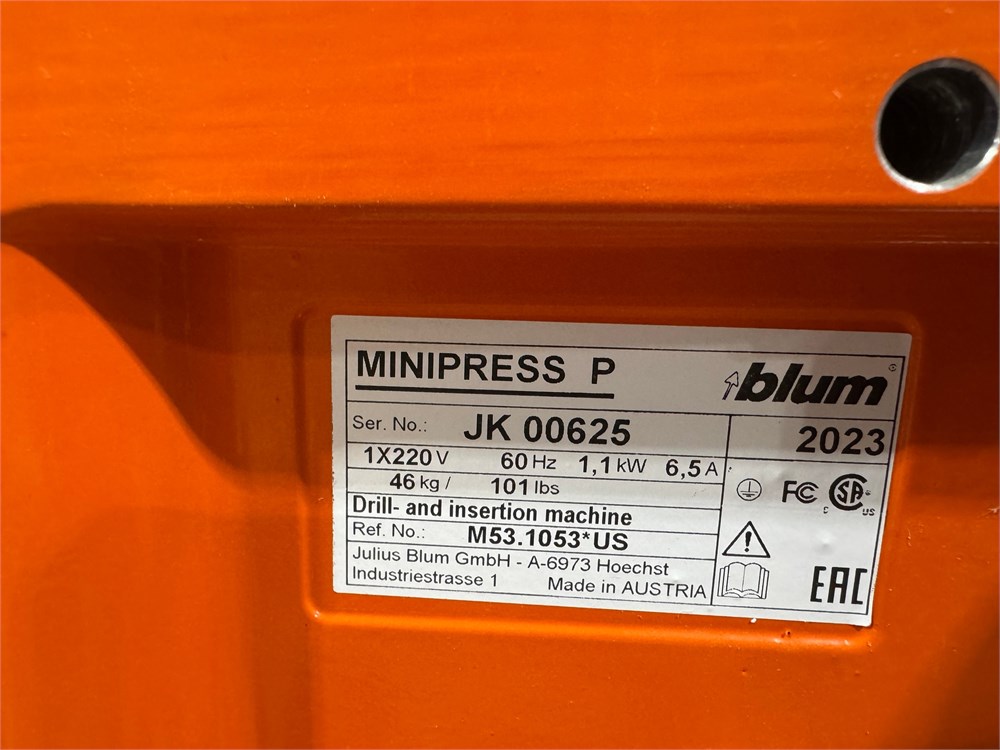 MINIPRESS P
blum
Ser. No.: JK 00625
2023
1X220 V 60 Hz 1,1 kW 6,5 A
46 kg / 101 lbs
FC
C SA US
Drill- and insertion machine
Ref. No.: M53.1053*US
Julius Blum GmbH - A-6973 Hoechst
Industriestrasse 1 Made in AUSTRIA
EAC